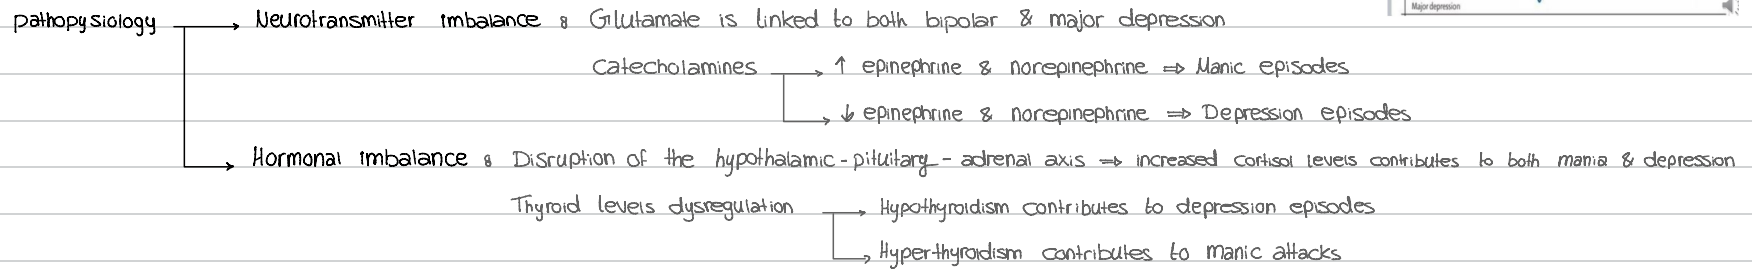 Major depression
pathopysiology → Neurotransmitter imbalance : Glutamate is linked to both bipolar & major depression
Catecholamines → ↑ epinephrine & norepinephrine ⇒ Manic episodes
↓ epinephrine & norepinephrine ⇒ Depression episodes
Hormonal imbalance : Disruption of the hypothalamic-pituitary-adrenal axis ⇒ increased cortisol levels contributes to both mania & depression
Thyroid levels dysregulation → Hypothyroidism contributes to depression episodes
Hyperthyroidism contributes to manic attacks